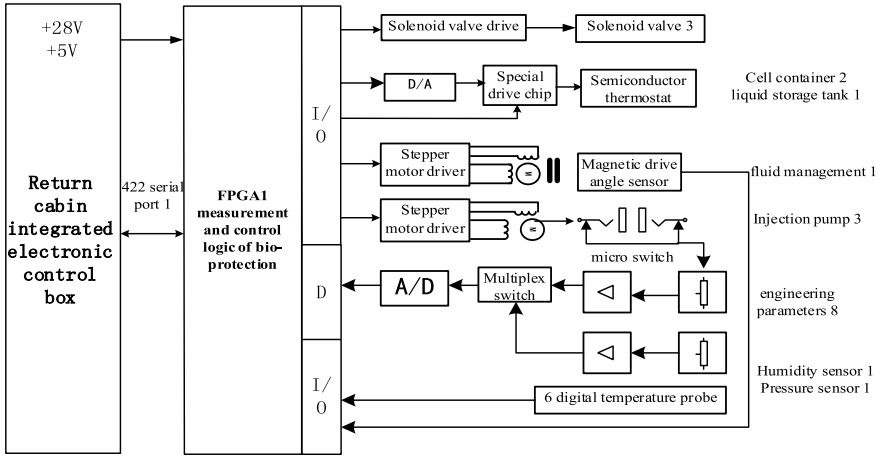 +28V
+5V
Return
cabin
integrated
electronic
control
box
422 serial
port 1
FPGA1
measurement
and control
logic of bio-
protection
I/
O
D
I/
O
Solenoid valve drive
Solenoid valve 3
D/A
Special
drive chip
Semiconductor
thermostat
Cell container 2
liquid storage tank 1
Stepper
motor driver
M
Magnetic drive
angle sensor
fluid management 1
Stepper
motor driver
M
Injection pump 3
micro switch
A/D
Multiplex
switch
engineering
parameters 8
Humidity sensor 1
Pressure sensor 1
6 digital temperature probe